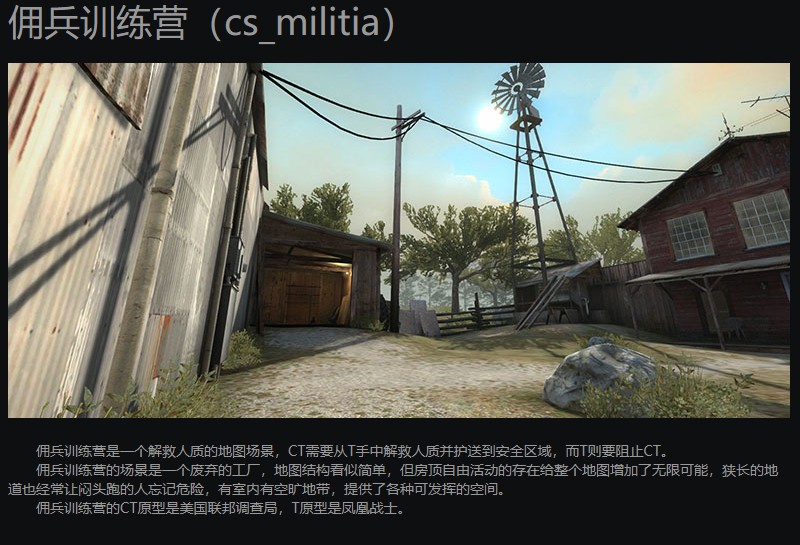 佣兵训练营（cs_militia）
佣兵训练营是一个解救人质的地图场景，CT需要从T手中解救人质并护送到安全区域，而T则要阻止CT。
佣兵训练营的场景是一个废弃的工厂，地图结构看似简单，但房顶自由活动的存在给整个地图增加了无限可能，狭长的地
道也经常让闷头跑的人忘记危险，有室内有空旷地带，提供了各种可发挥的空间。
佣兵训练营的CT原型是美国联邦调查局，T原型是凤凰战士。